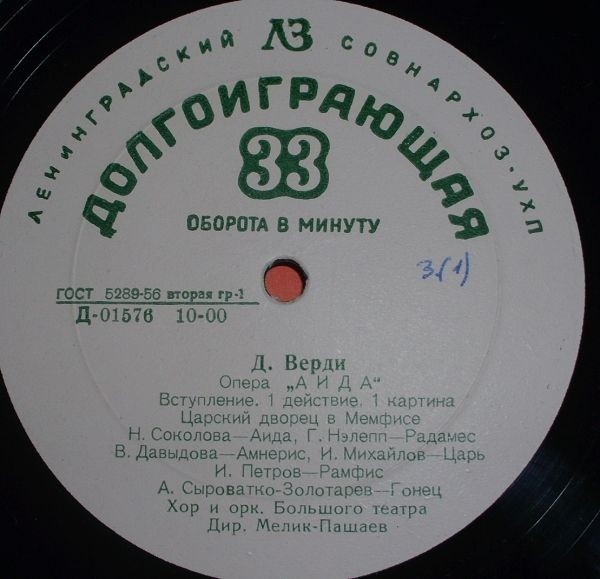 ЛЕНИНГРАДСКИЙ ЛЗ СОВНАРХОЗ·УХП
ДОЛГОИГРАЮЩАЯ
33
ОБОРОТА В МИНУТУ
3(1)
ГОСТ 5289-56 вторая гр-1
Д-01576 10-00
Д. Верди
Опера „АИДА“
Вступление. 1 действие. 1 картина
Царский дворец в Мемфисе
Н. Соколова—Аида, Г. Нэлепп—Радамес
В. Давыдова—Амнерис, И. Михайлов—Царь
И. Петров—Рамфис
А. Сыроватко-Золотарев—Гонец
Хор и орк. Большого театра
Дир. Мелик-Пашаев